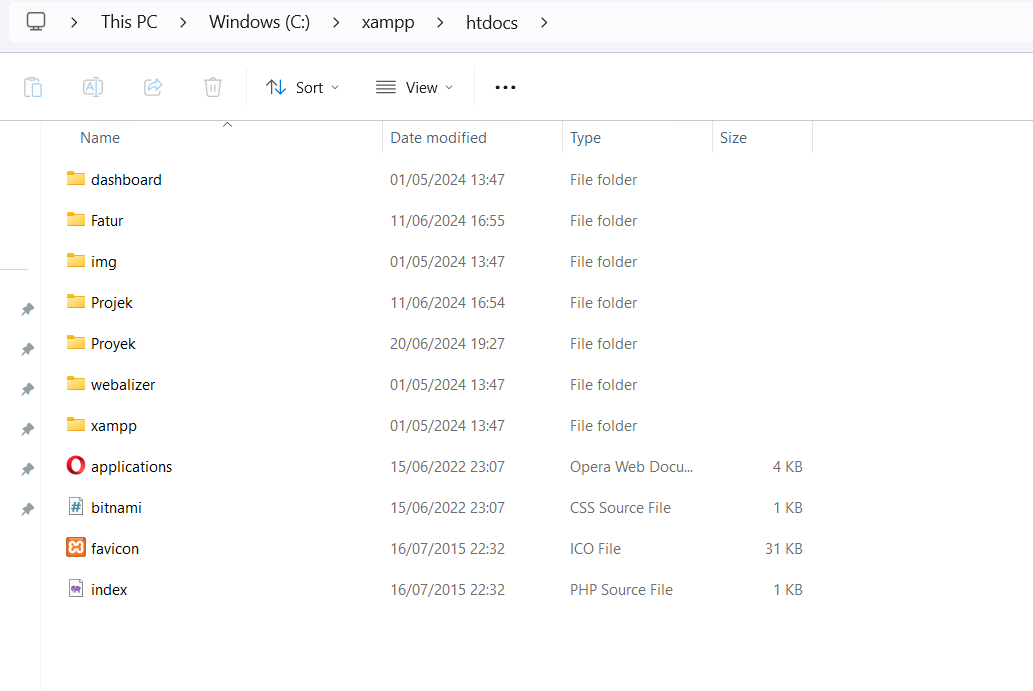 This PC > Windows (C:) > xampp > htdocs >
Sort View
Name Date modified Type Size
dashboard 01/05/2024 13:47 File folder
Fatur 11/06/2024 16:55 File folder
img 01/05/2024 13:47 File folder
Projek 11/06/2024 16:54 File folder
Proyek 20/06/2024 19:27 File folder
webalizer 01/05/2024 13:47 File folder
xampp 01/05/2024 13:47 File folder
applications 15/06/2022 23:07 Opera Web Docu... 4 KB
bitnami 15/06/2022 23:07 CSS Source File 1 KB
favicon 16/07/2015 22:32 ICO File 31 KB
index 16/07/2015 22:32 PHP Source File 1 KB